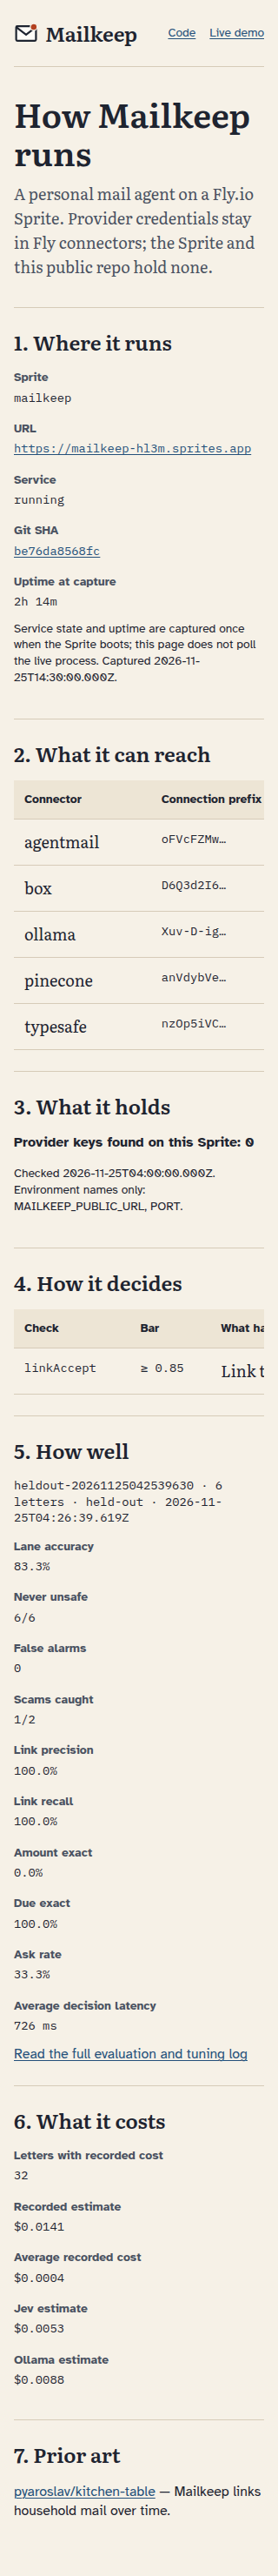 Mailkeep Code Live demo
How Mailkeep
runs
A personal mail agent on a Fly.io
Sprite. Provider credentials stay
in Fly connectors; the Sprite and
this public repo hold none.
1. Where it runs
Sprite
mailkeep
URL
https://mailkeep-hl3m.sprites.app
Service
running
Git SHA
be76da8568fc
Uptime at capture
2h 14m
Service state and uptime are captured once
when the Sprite boots; this page does not poll
the live process. Captured 2026-11-
25T14:30:00.000Z.
2. What it can reach
Connector Connection prefix
agentmail oFVcFZMw…
box D6Q3d2I6…
ollama Xuv-D-ig…
pinecone anVdybVe…
typesafe nzOp5iVC…
3. What it holds
Provider keys found on this Sprite: 0
Checked 2026-11-25T04:00:00.000Z.
Environment names only:
MAILKEEP_PUBLIC_URL, PORT.
4. How it decides
Check Bar What ha
linkAccept ≥ 0.85 Link t
5. How well
heldout-20261125042539630 · 6
letters · held-out · 2026-11-
25T04:26:39.619Z
Lane accuracy
83.3%
Never unsafe
6/6
False alarms
0
Scams caught
1/2
Link precision
100.0%
Link recall
100.0%
Amount exact
0.0%
Due exact
100.0%
Ask rate
33.3%
Average decision latency
726 ms
Read the full evaluation and tuning log
6. What it costs
Letters with recorded cost
32
Recorded estimate
$0.0141
Average recorded cost
$0.0004
Jev estimate
$0.0053
Ollama estimate
$0.0088
7. Prior art
pyaroslav/kitchen-table — Mailkeep links
household mail over time.